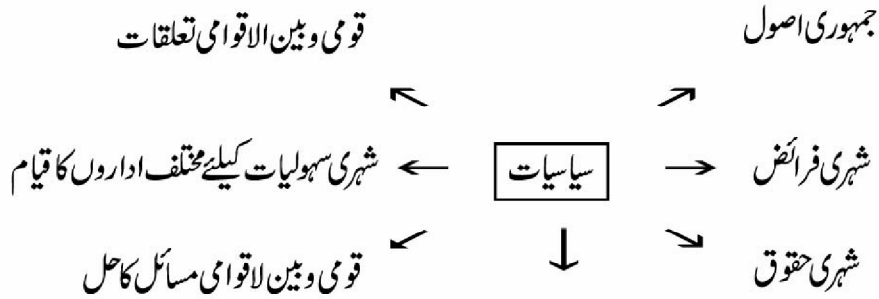 جمہوری اصول
قومی و بین الاقوامی تعلقات
شہری فرائض
سیاسیات
شہری سہولیات کیلئے مختلف اداروں کا قیام
شہری حقوق
قومی و بین لاقوامی مسائل کا حل